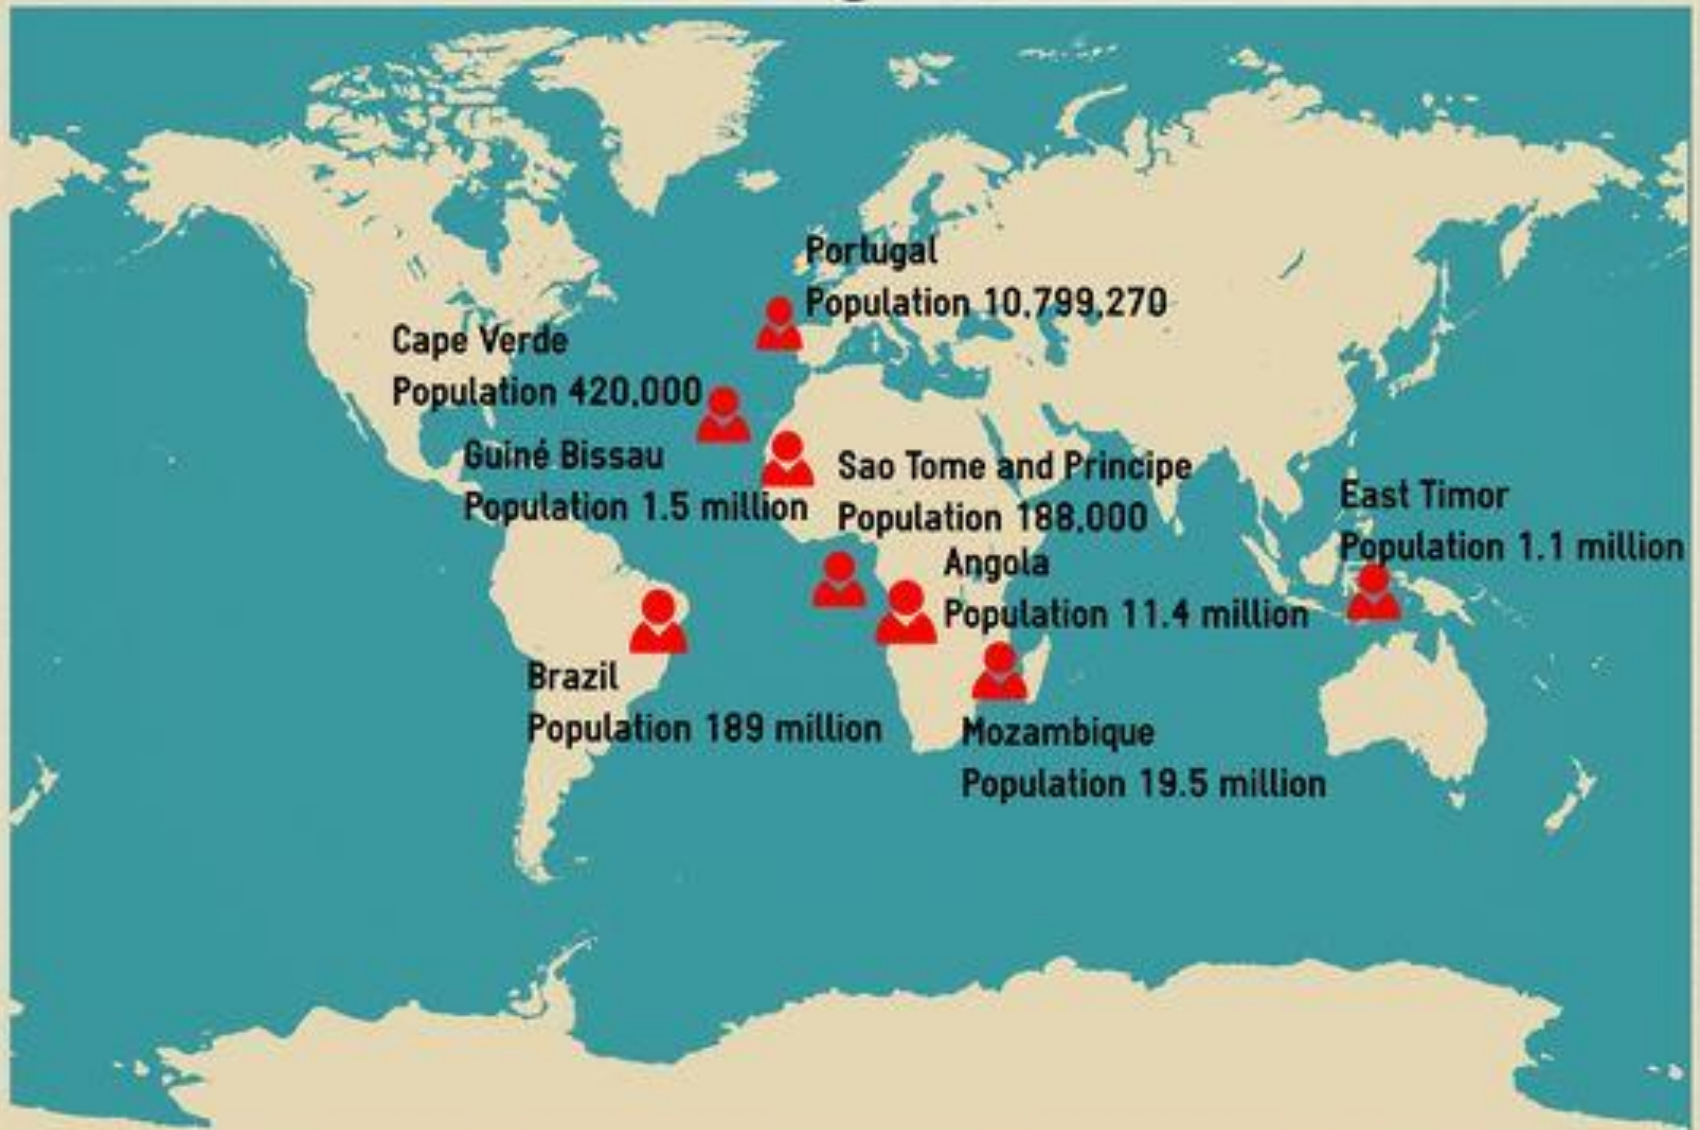 Portugal
Population 10,799,270
Cape Verde
Population 420,000
Guiné Bissau
Population 1.5 million
Sao Tome and Principe
Population 188,000
East Timor
Population 1.1 million
Angola
Population 11.4 million
Brazil
Population 189 million
Mozambique
Population 19.5 million